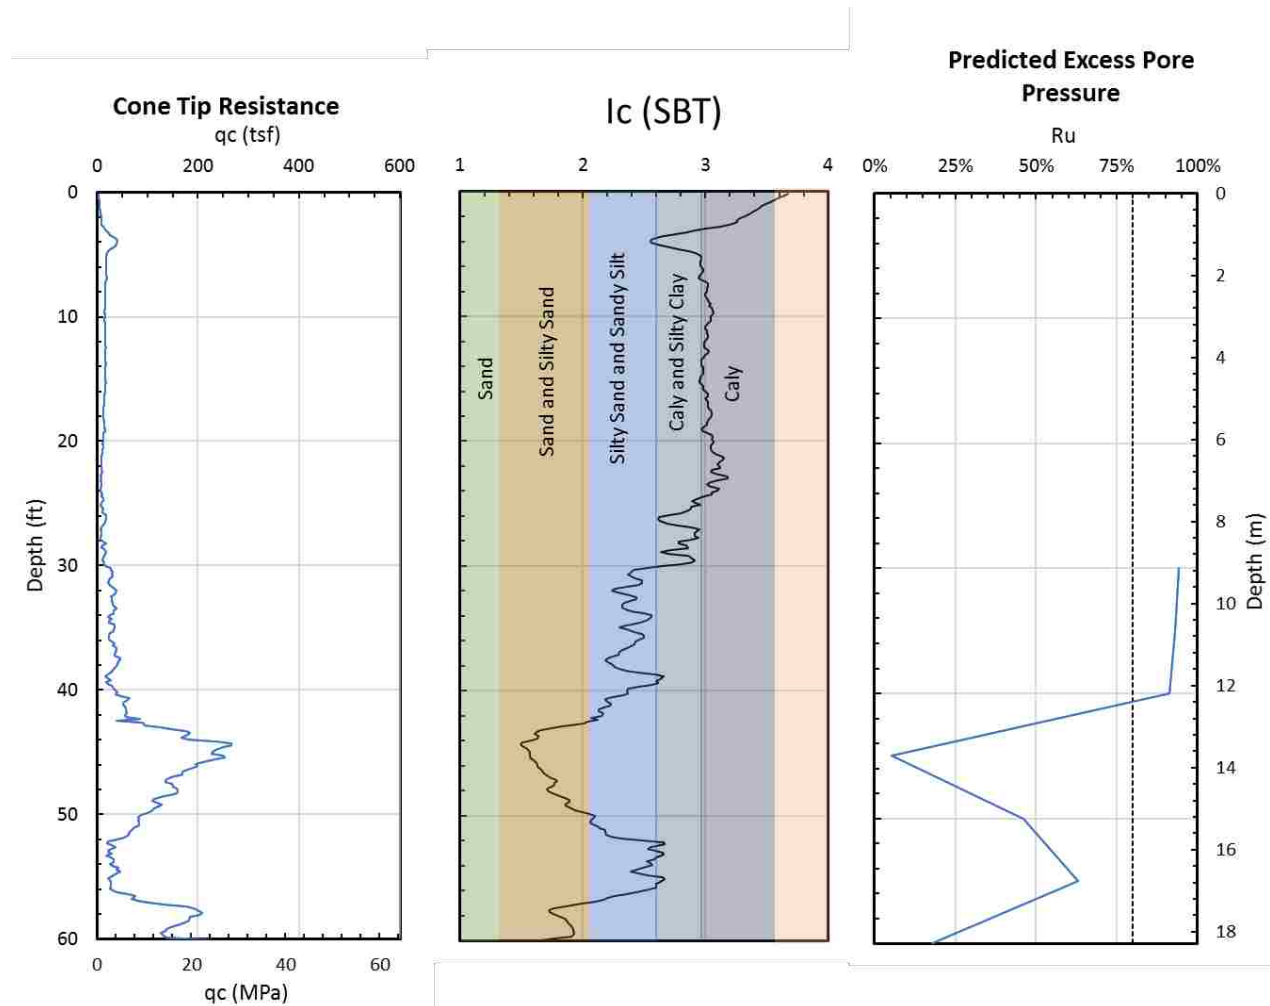 Cone Tip Resistance
qc (tsf)
0 200 400 600
0
10
20
30
40
50
60
Depth (ft)
0 20 40 60
qc (MPa)
Ic (SBT)
1 2 3 4
Sand
Sand and Silty Sand
Silty Sand and Sandy Silt
Caly and Silty Clay
Caly
Predicted Excess Pore
Pressure
Ru
0% 25% 50% 75% 100%
0
2
4
6
8
10
12
14
16
18
Depth (m)